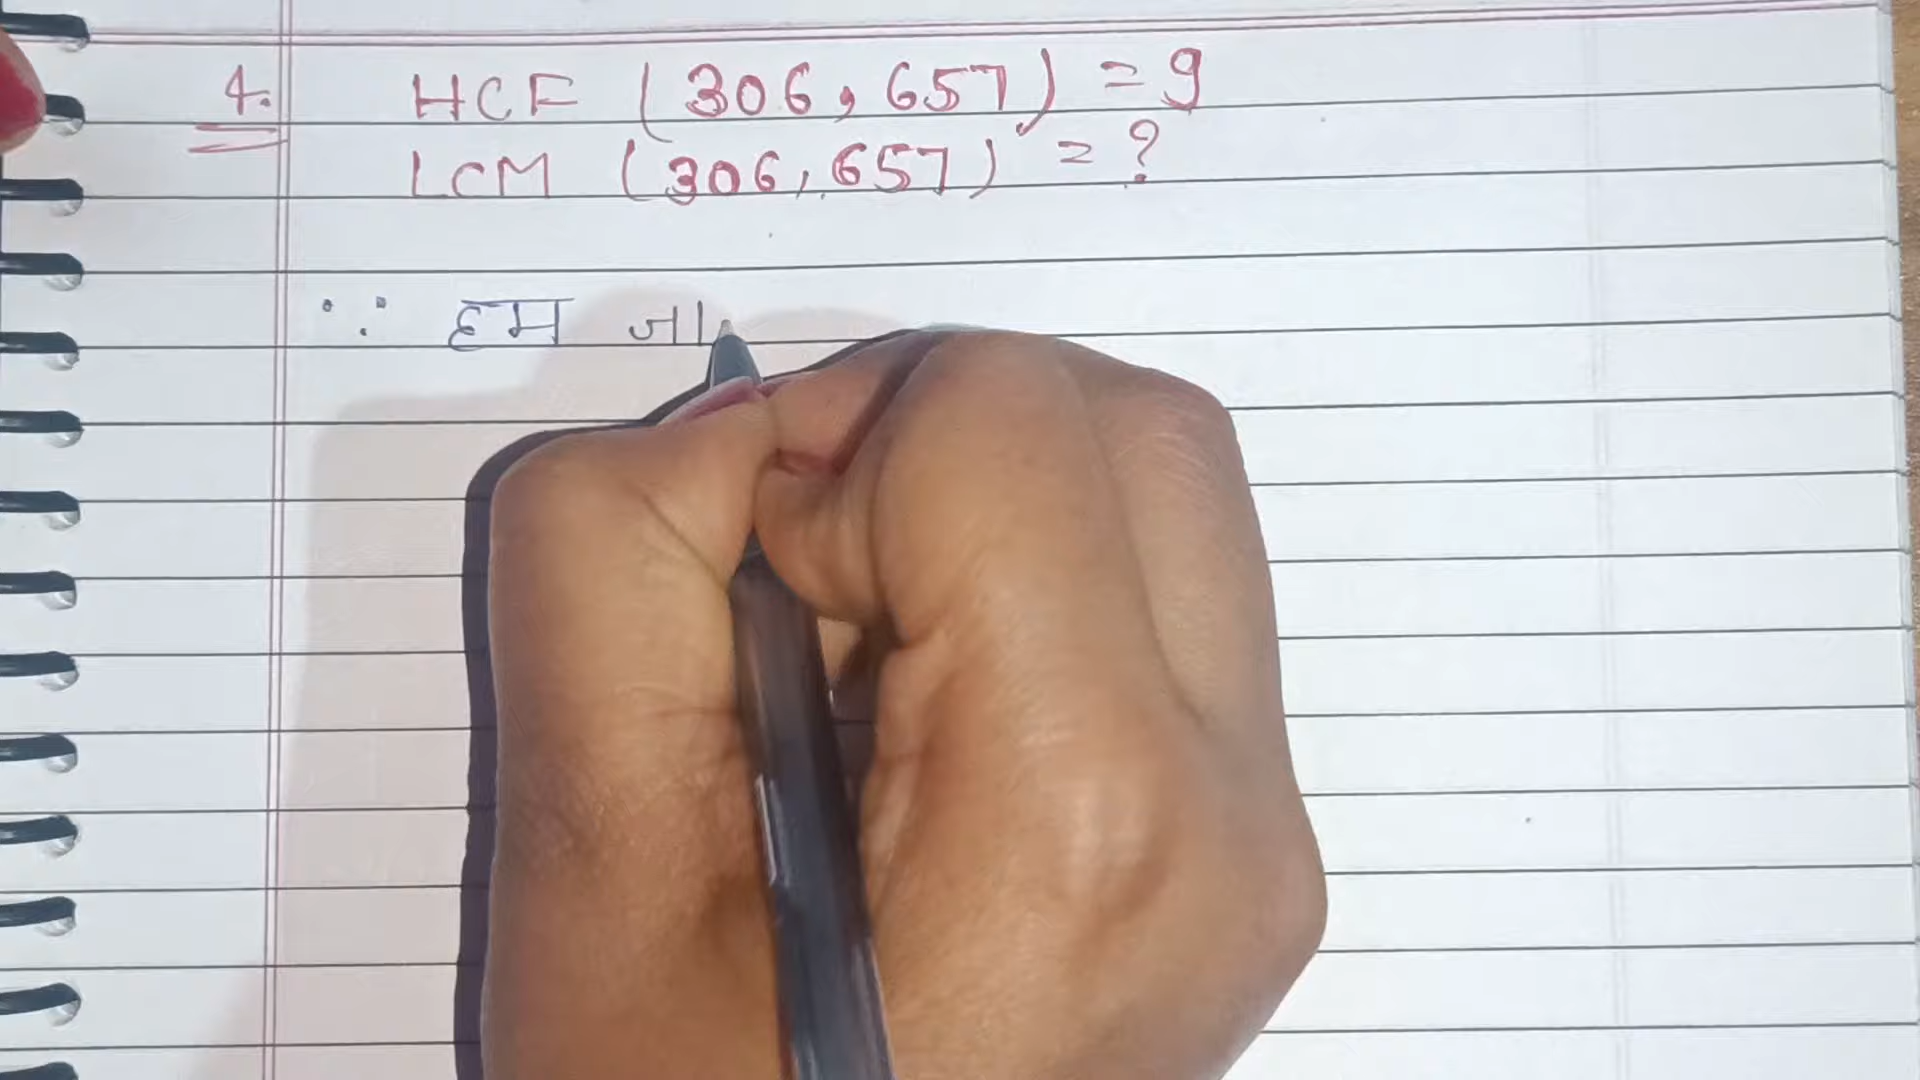 4. HCF (306, 657) = 9
LCM (306, 657) = ?
∵ हम जा